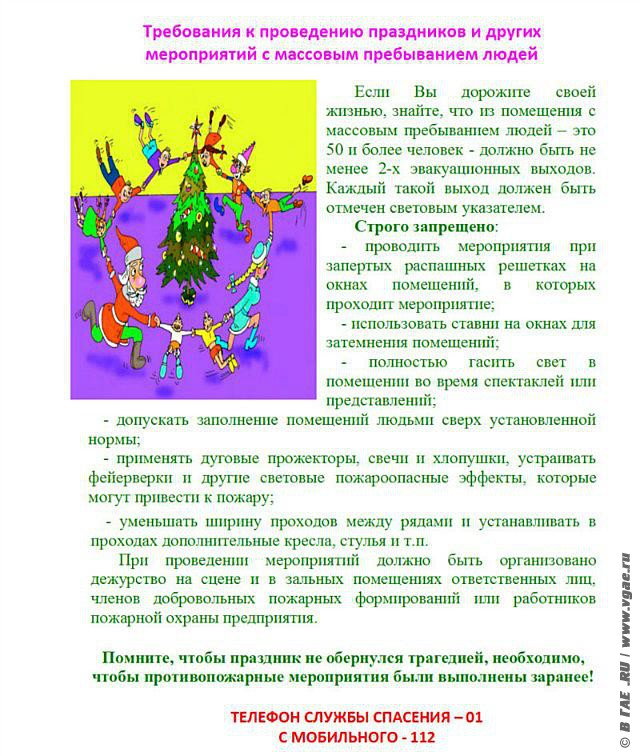 Требования к проведению праздников и других
мероприятий с массовым пребыванием людей
Если Вы дорожите своей
жизнью, знайте, что из помещения с
массовым пребыванием людей – это
50 и более человек - должно быть не
менее 2-х эвакуационных выходов.
Каждый такой выход должен быть
отмечен световым указателем.
Строго запрещено:
- проводить мероприятия при
запертых распашных решетках на
окнах помещений, в которых
проходит мероприятие;
- использовать ставни на окнах для
затемнения помещений;
- полностью гасить свет в
помещении во время спектаклей или
представлений;
- допускать заполнение помещений людьми сверх установленной
нормы;
- применять дуговые прожекторы, свечи и хлопушки, устраивать
фейерверки и другие световые пожароопасные эффекты, которые
могут привести к пожару;
- уменьшать ширину проходов между рядами и устанавливать в
проходах дополнительные кресла, стулья и т.п.
При проведении мероприятий должно быть организовано
дежурство на сцене и в зальных помещениях ответственных лиц,
членов добровольных пожарных формирований или работников
пожарной охраны предприятия.
Помните, чтобы праздник не обернулся трагедией, необходимо,
чтобы противопожарные мероприятия были выполнены заранее!
ТЕЛЕФОН СЛУЖБЫ СПАСЕНИЯ – 01
С МОБИЛЬНОГО - 112
© В ГАЕ .RU | www.vgae.ru